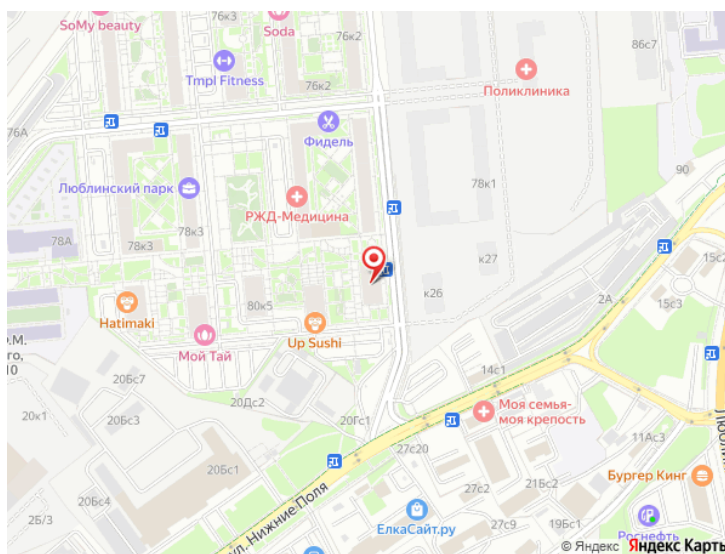 SoMy beauty
76к3
Soda
76к2
86с7
Tmpl Fitness
76к2
Поликлиника
76А
Фидель
Люблинский парк
78к1
90
РЖД-Медицина
78А
78к3
78к3
15с2
к27
15с3
к26
2А
80к5
Hatimaki
Up Sushi
Мой Тай
14с1
10
20Бс2
20Дс2
20к1
20Бс3
20Гс1
Моя семья-
моя крепость
11Ас3
27с20
20Бс1
Бургер Кинг
27с2
21Бс2
20Бс4
ул. Нижние Поля
2Б/3
ЕлкаСайт.ру
27с9
19Бс1
Роснефть
© Яндекс Яндекс Карты